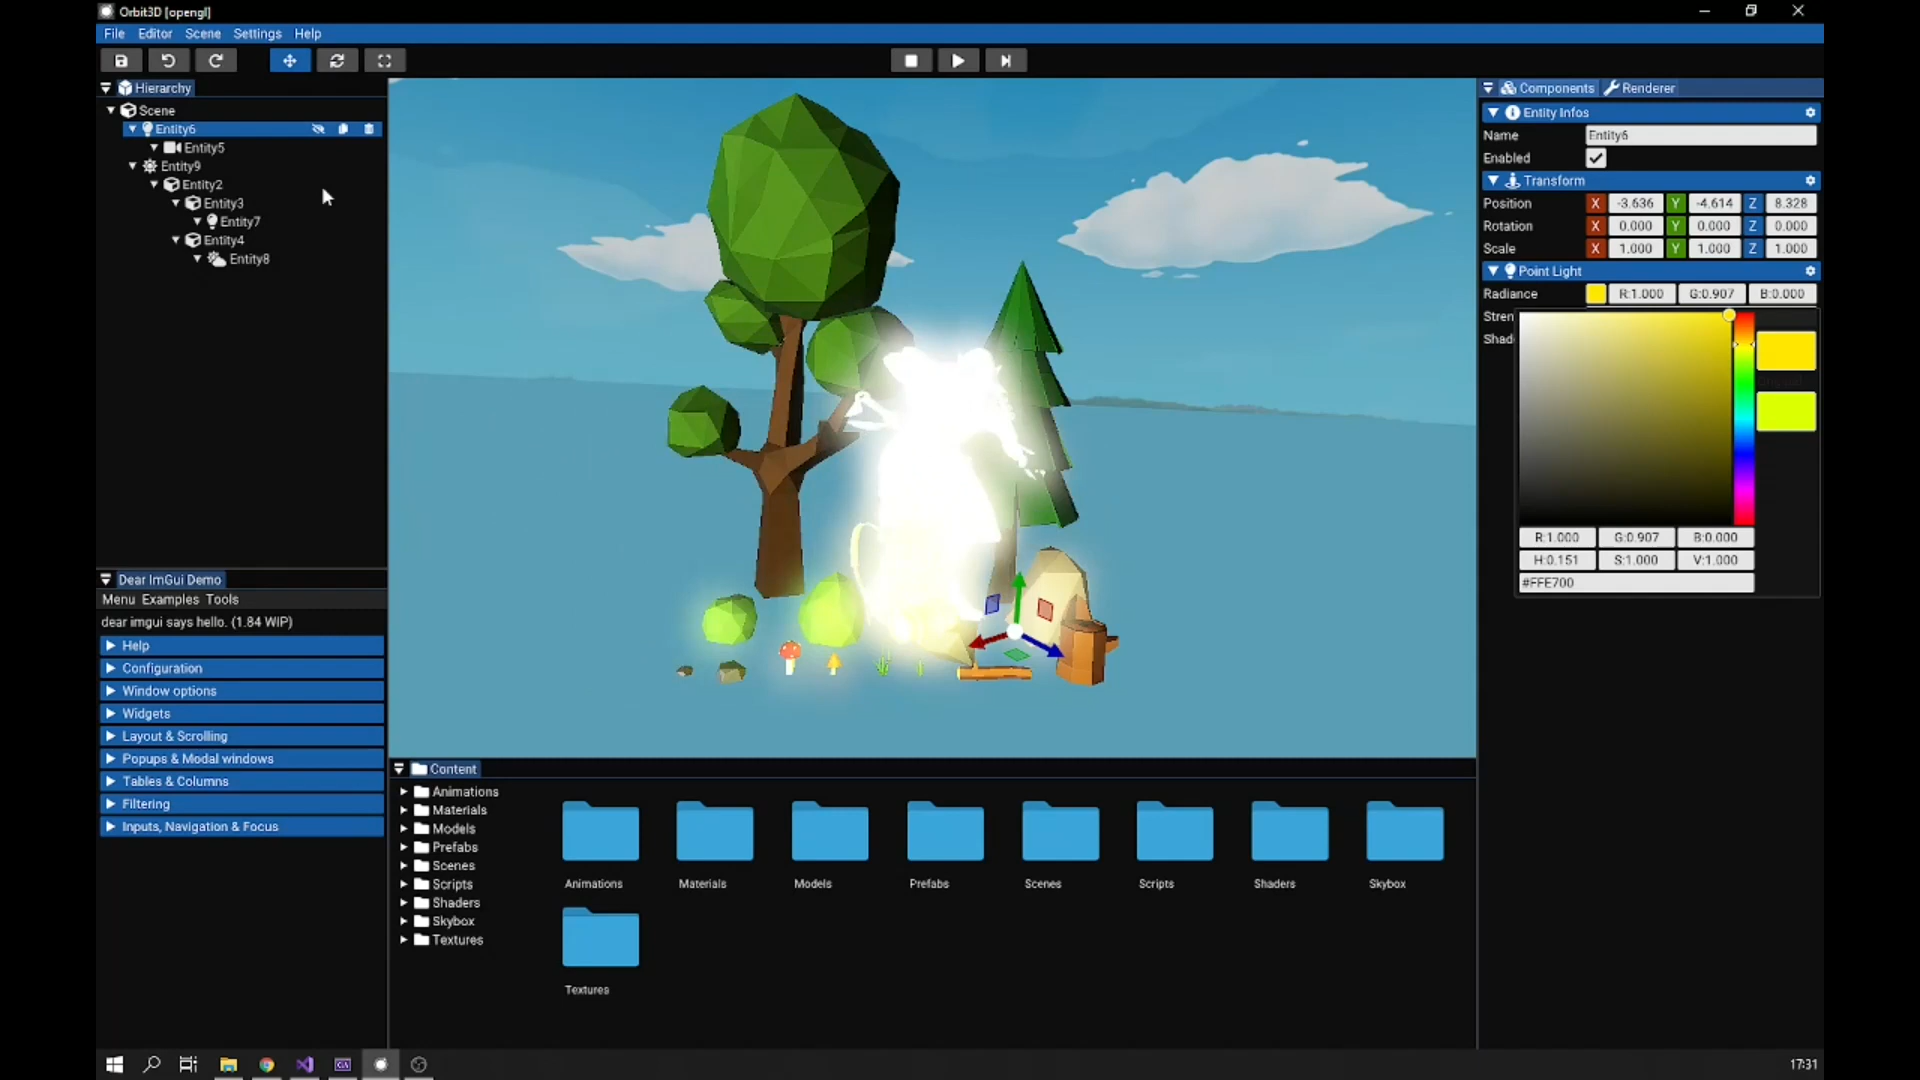 Orbit3D [opengl]
File Editor Scene Settings Help
Hierarchy
Scene
Entity6
Entity5
Entity9
Entity2
Entity3
Entity7
Entity4
Entity8
Dear ImGui Demo
Menu Examples Tools
dear imgui says hello. (1.84 WIP)
Help
Configuration
Window options
Widgets
Layout & Scrolling
Popups & Modal windows
Tables & Columns
Filtering
Inputs, Navigation & Focus
Content
Animations
Materials
Models
Prefabs
Scenes
Scripts
Shaders
Skybox
Textures
Animations Materials Models Prefabs Scenes Scripts Shaders Skybox
Textures
Components Renderer
Entity Infos
Name Entity6
Enabled
Transform
Position X -3.636 Y -4.614 Z 8.328
Rotation X 0.000 Y 0.000 Z 0.000
Scale X 1.000 Y 1.000 Z 1.000
Point Light
Radiance R:1.000 G:0.907 B:0.000
Stren
Shad
R:1.000 G:0.907 B:0.000
H:0.151 S:1.000 V:1.000
#FFE700
17:31